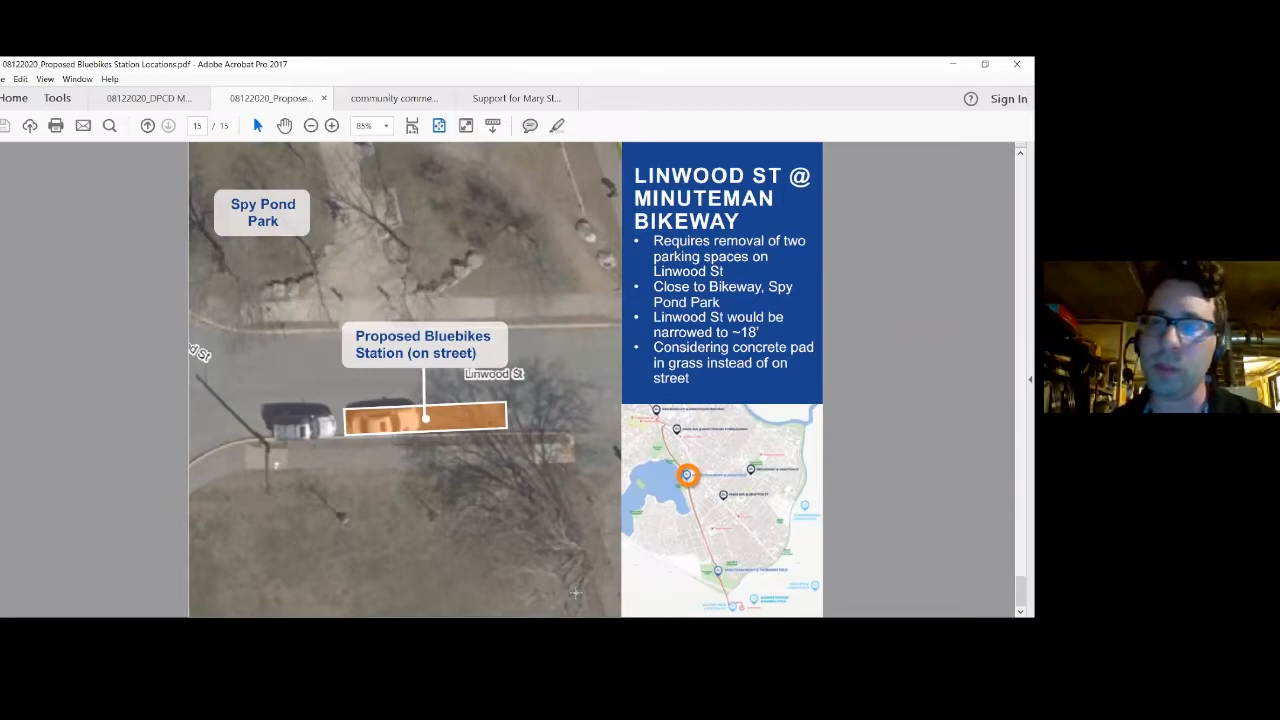 08122020_Proposed Bluebikes Station Locations.pdf - Adobe Acrobat Pro 2017
Edit View Window Help
Home Tools 08122020_DPCD M... 08122020_Propose... community comme... Support for Mary St... Sign In
15 / 15 85%
Spy Pond
Park
LINWOOD ST @
MINUTEMAN
BIKEWAY
• Requires removal of two
parking spaces on
Linwood St
• Close to Bikeway, Spy
Pond Park
• Linwood St would be
narrowed to ~18'
• Considering concrete pad
in grass instead of on
street
Proposed Bluebikes
Station (on street)
d St
Linwood St